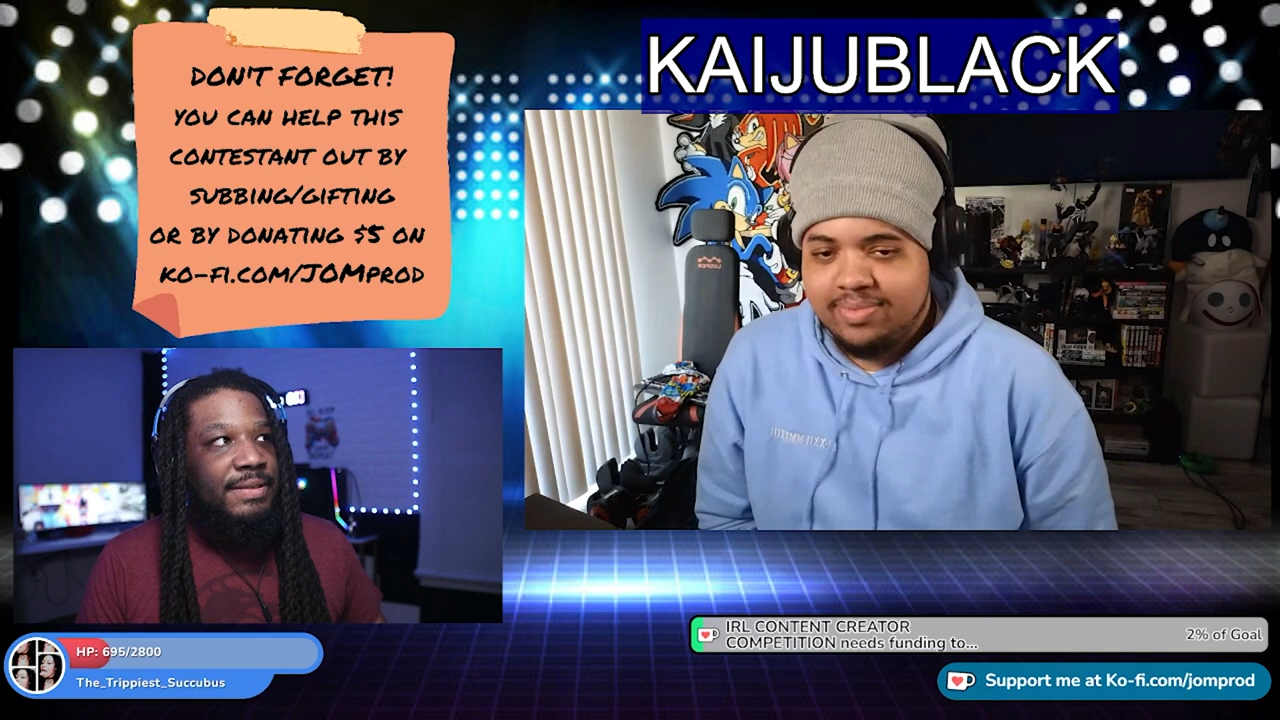 DON'T FORGET!
YOU CAN HELP THIS
CONTESTANT OUT BY
SUBBING/GIFTING
OR BY DONATING $5 ON
KO-FI.COM/JOMPROD
KAIJUBLACK
HP: 695/2800
The_Trippiest_Succubus
IRL CONTENT CREATOR
COMPETITION needs funding to...
2% of Goal
Support me at Ko-fi.com/jomprod